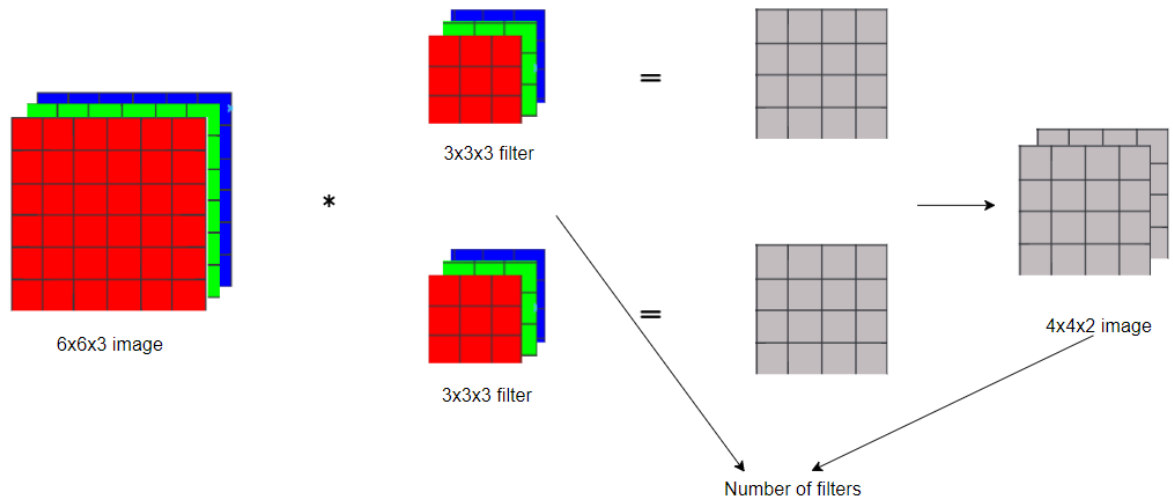 3x3x3 filter
=
*
6x6x3 image
3x3x3 filter
=
4x4x2 image
Number of filters